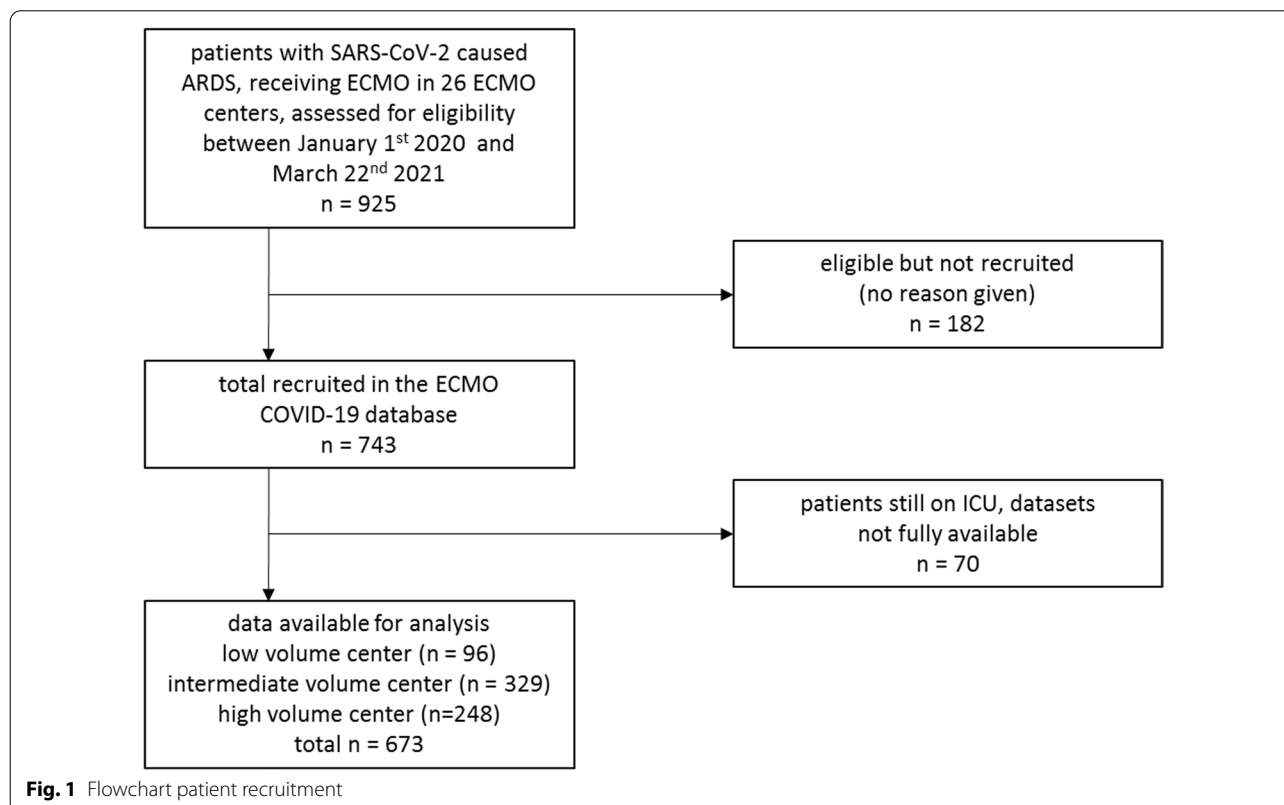 patients with SARS-CoV-2 caused
ARDS, receiving ECMO in 26 ECMO
centers, assessed for eligibility
between January 1st 2020 and
March 22nd 2021
n = 925
eligible but not recruited
(no reason given)
n = 182
total recruited in the ECMO
COVID-19 database
n = 743
patients still on ICU, datasets
not fully available
n = 70
data available for analysis
low volume center (n = 96)
intermediate volume center (n = 329)
high volume center (n=248)
total n = 673
Fig. 1 Flowchart patient recruitment